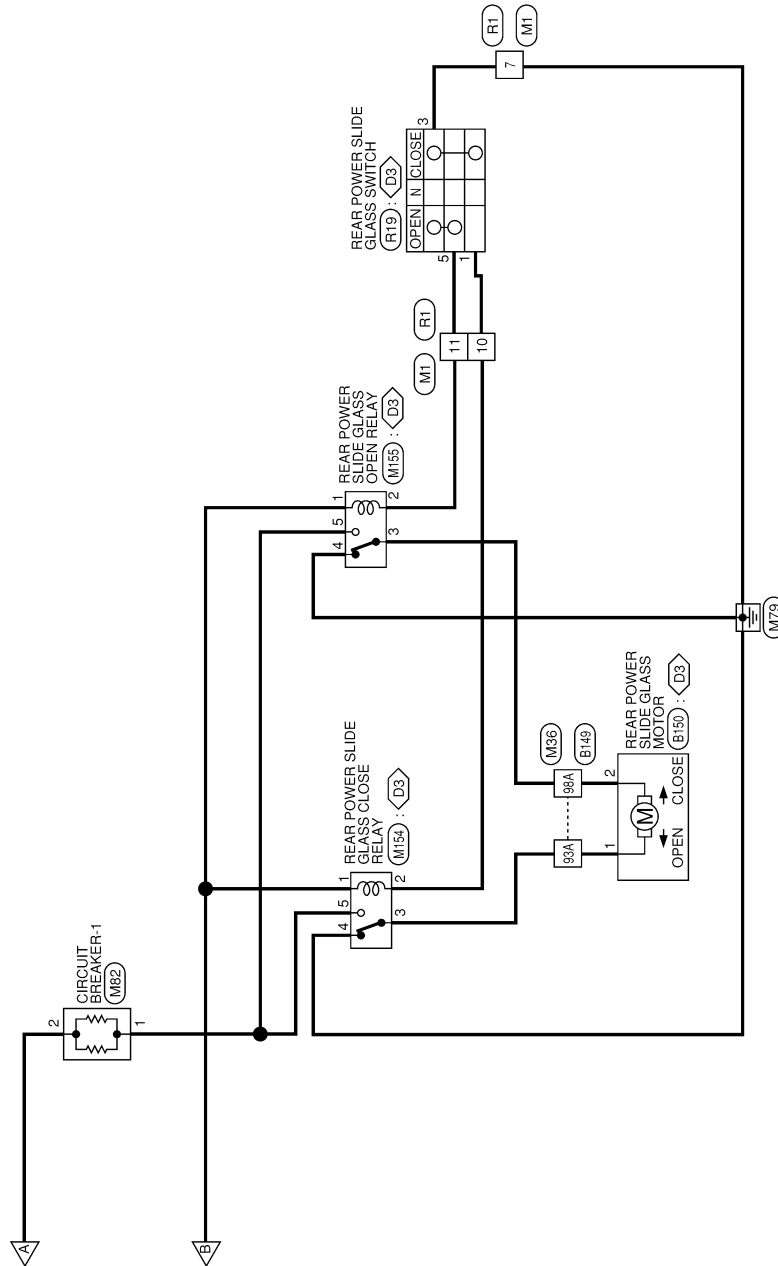 A
B
2
CIRCUIT
BREAKER-1
M82
1
1
5
4
REAR POWER SLIDE
GLASS CLOSE
RELAY
M154 : D3
2
3
1
5
4
REAR POWER
SLIDE GLASS
OPEN RELAY
M155 : D3
2
3
REAR POWER SLIDE
GLASS SWITCH
R19 : D3
OPEN N CLOSE
3
5
1
M1
R1
11
10
R1
M1
7
93A
98A
M36
B149
1
2
M
OPEN CLOSE
REAR POWER
SLIDE GLASS
MOTOR
B150 : D3
M79